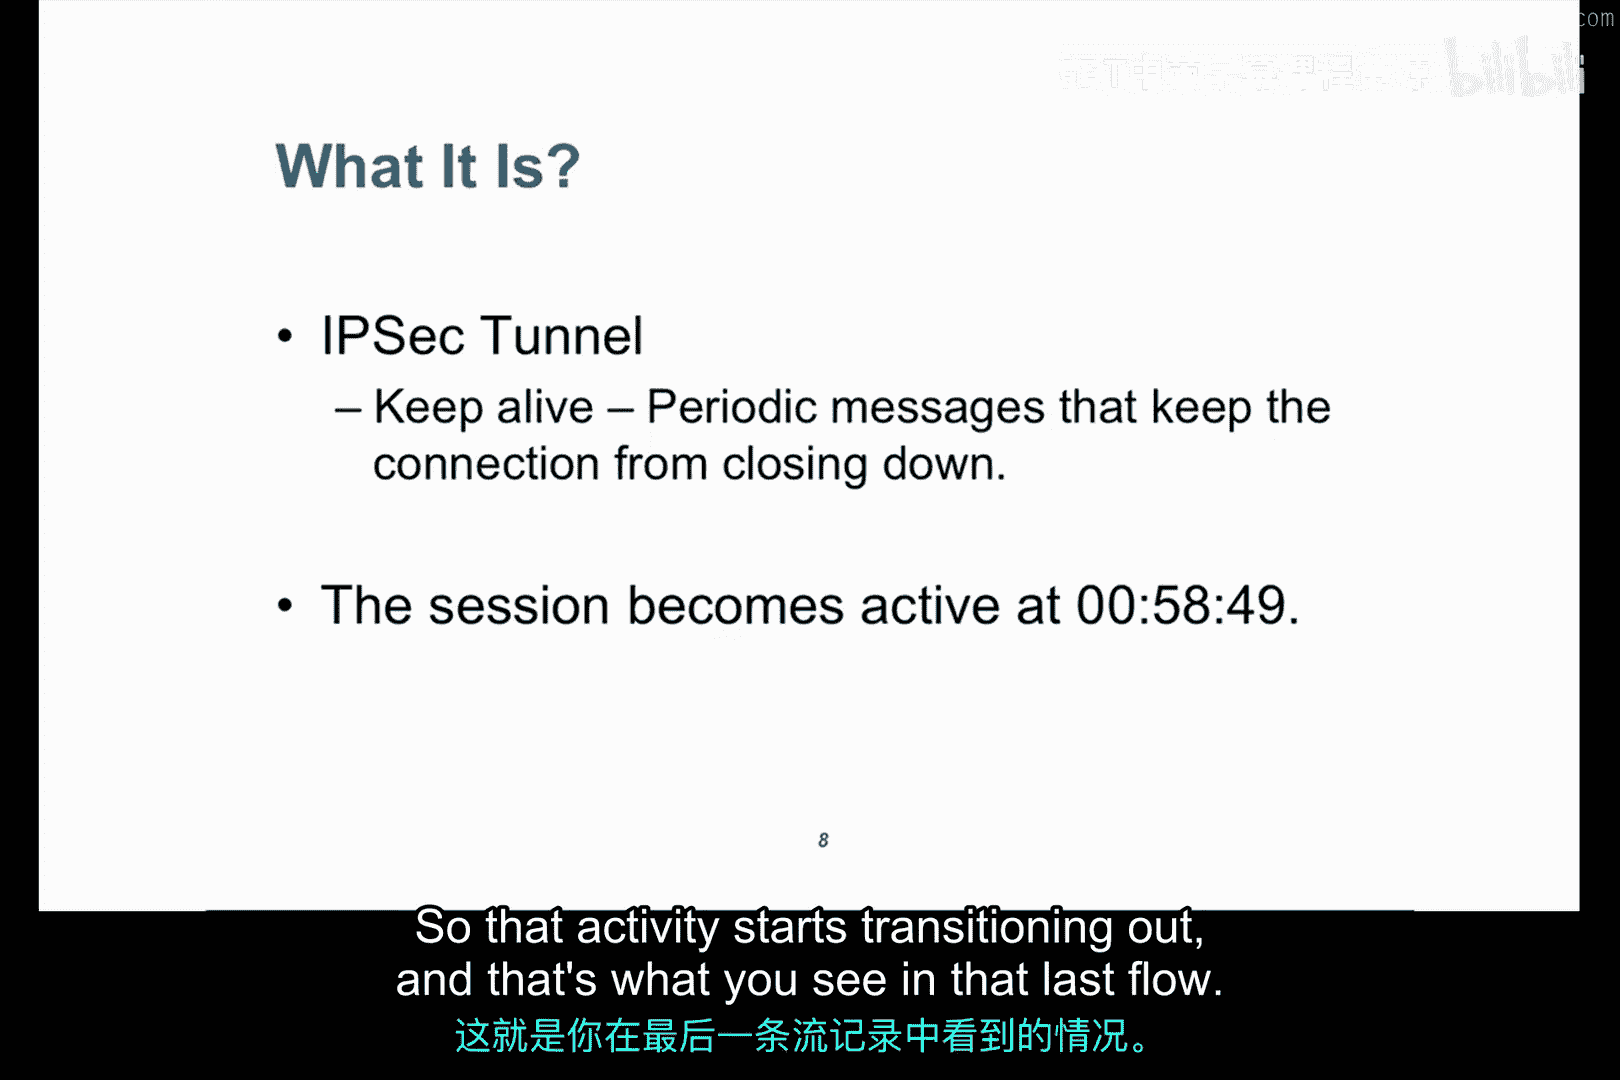 com
bilibili
What It Is?
• IPSec Tunnel
– Keep alive – Periodic messages that keep the
connection from closing down.
• The session becomes active at 00:58:49.
8
So that activity starts transitioning out,
and that's what you see in that last flow.
这就是你在最后一条流记录中看到的情况。